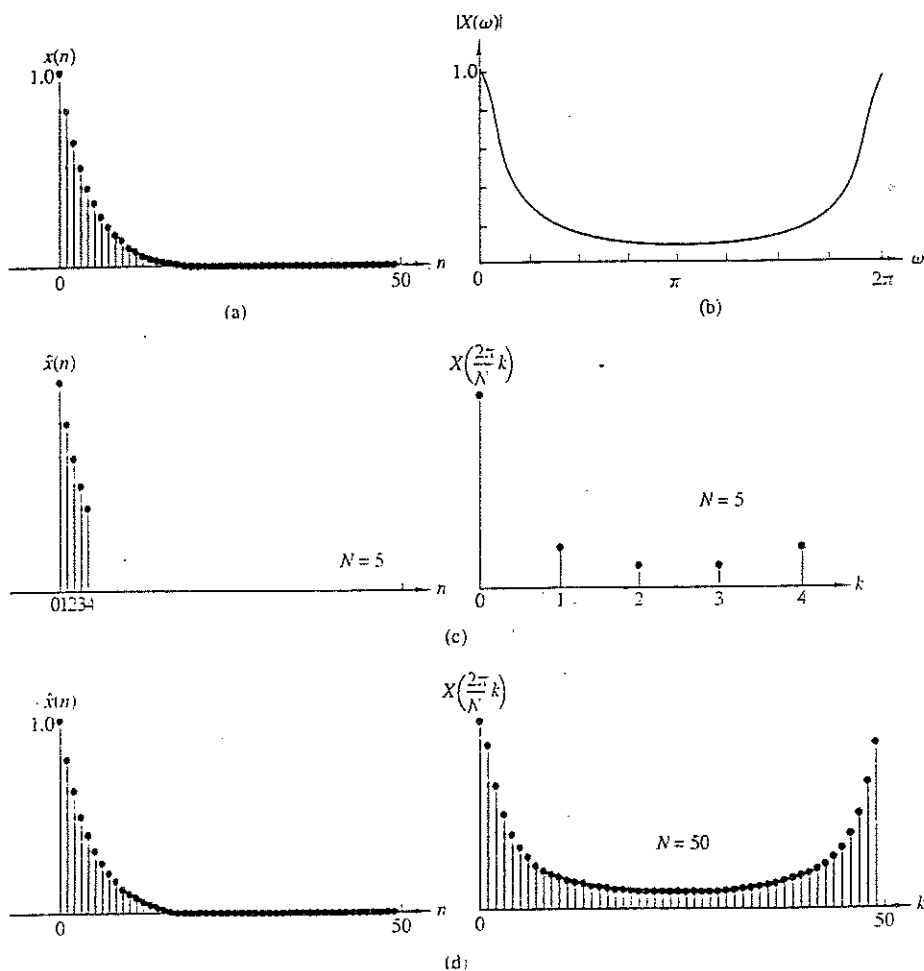 x(n)
1.0
0
50
n
(a)
|X(ω)|
1.0
0
π
2π
ω
(b)
x̂(n)
N = 5
01234
n
X(2π/N k)
N = 5
0
1
2
3
4
k
(c)
x̂(n)
1.0
0
50
n
X(2π/N k)
N = 50
0
50
k
(d)